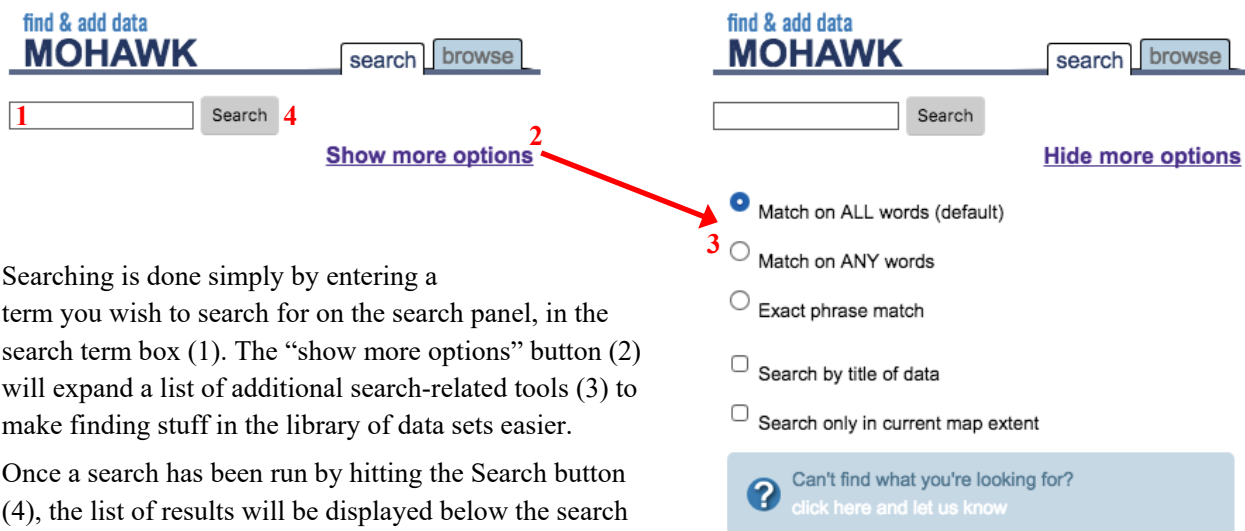 find & add data
MOHAWK
search
browse
1
Search
4
2
Show more options
Searching is done simply by entering a
term you wish to search for on the search panel, in the
search term box (1). The “show more options” button (2)
will expand a list of additional search-related tools (3) to
make finding stuff in the library of data sets easier.
Once a search has been run by hitting the Search button
(4), the list of results will be displayed below the search
find & add data
MOHAWK
search
browse
Search
Hide more options
Match on ALL words (default)
3
Match on ANY words
Exact phrase match
Search by title of data
Search only in current map extent
?
Can't find what you're looking for?
click here and let us know